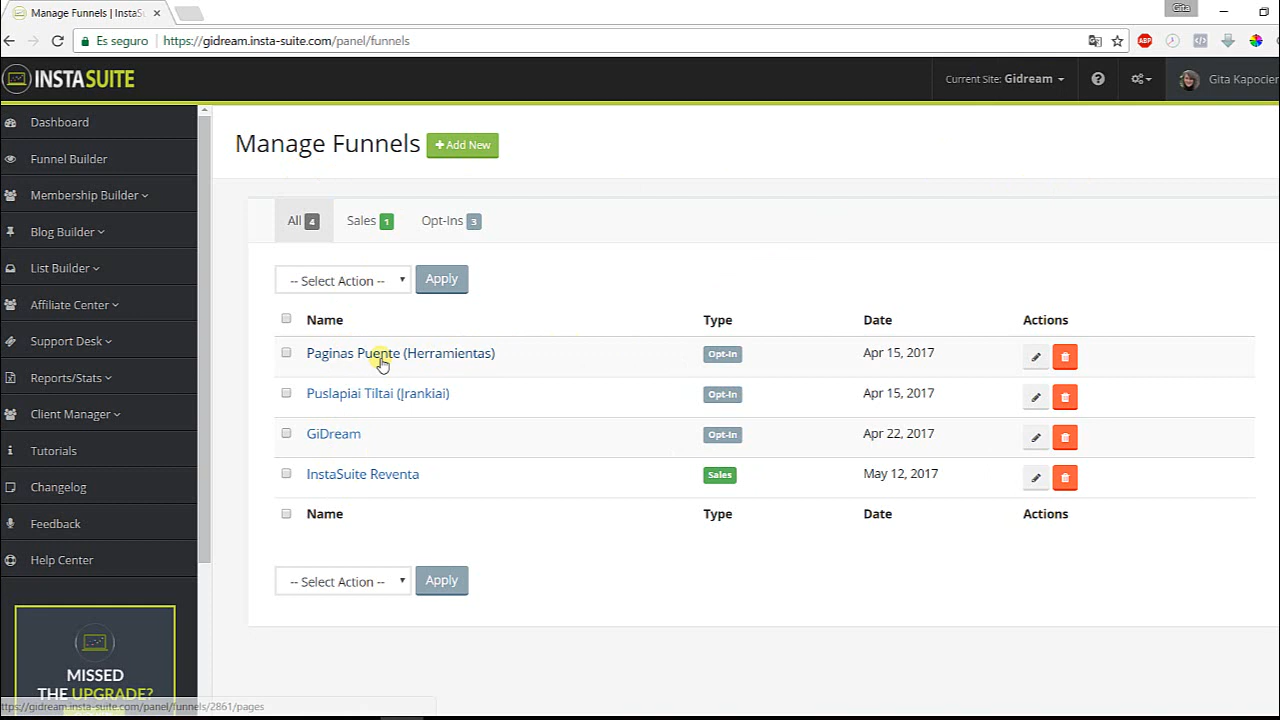 Manage Funnels | InstaSu
Gita
Es seguro https://gidream.insta-suite.com/panel/funnels
ABP
INSTASUITE
Current Site: Gidream
Gita Kapocier
Dashboard
Funnel Builder
Membership Builder
Blog Builder
List Builder
Affiliate Center
Support Desk
Reports/Stats
Client Manager
Tutorials
Changelog
Feedback
Help Center
MISSED
THE UPGRADE?
Manage Funnels + Add New
All 4 Sales 1 Opt-Ins 3
-- Select Action -- Apply
Name Type Date Actions
Paginas Puente (Herramientas) Opt-In Apr 15, 2017
Puslapiai Tiltai (Įrankiai) Opt-In Apr 15, 2017
GiDream Opt-In Apr 22, 2017
InstaSuite Reventa Sales May 12, 2017
Name Type Date Actions
-- Select Action -- Apply
https://gidream.insta-suite.com/panel/funnels/2861/pages